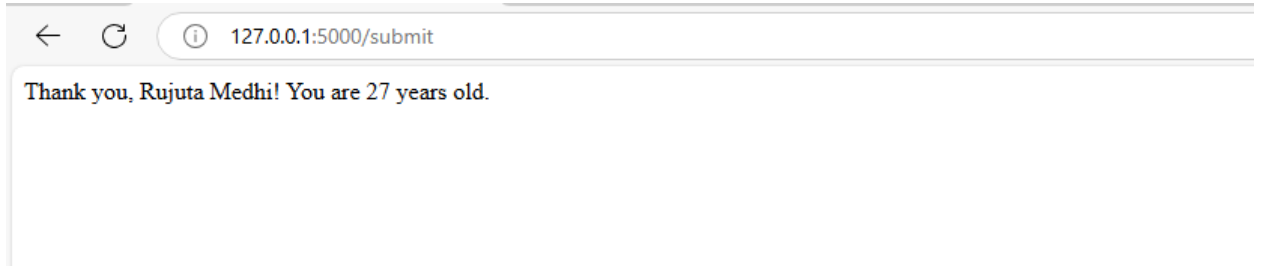 127.0.0.1:5000/submit
Thank you, Rujuta Medhi! You are 27 years old.